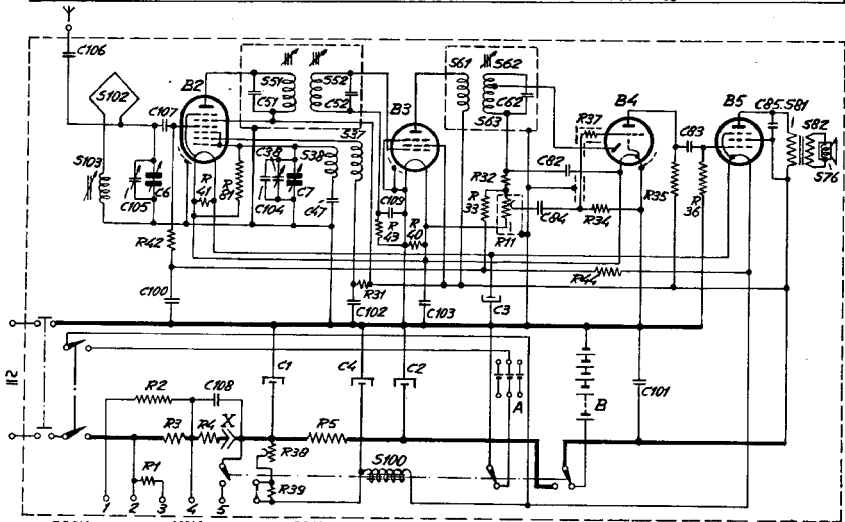 C106
S51 S52
S61 S62
B2
C51 C52
C62
S63
B3
B4
B5
C85 S81
S82
S76
S102
C107
R37
C83
S103
C38 S38
S37
C82
C6
C105
R41
R81
C104
C7
C47
C109
R32
R33
R35
R36
C84
R34
R11
R42
R43
R40
R44
R31
C100
C102
C103
C3
C1
C4
C2
A
B
C101
R2
C108
R3
R4
X
R5
R38
S100
R1
R39
1 2 3 4 5